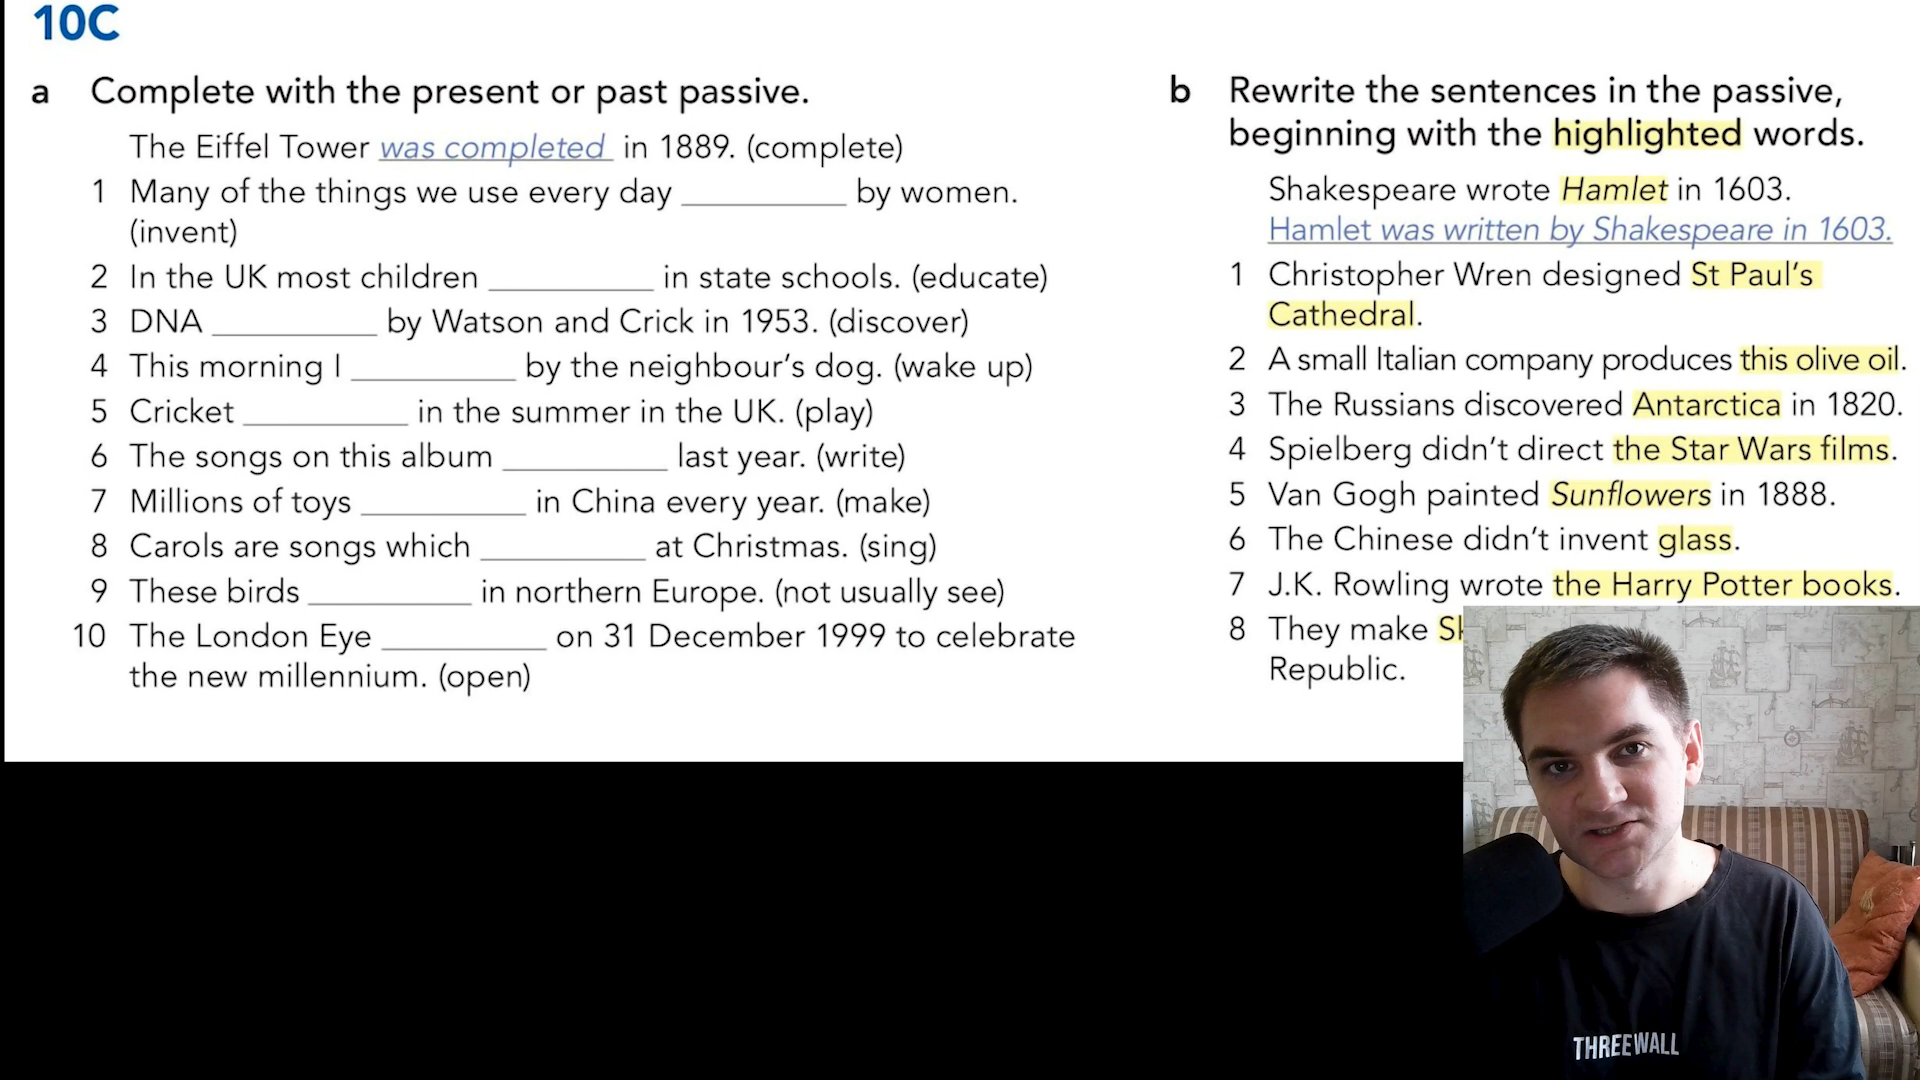 10C
a Complete with the present or past passive.
The Eiffel Tower was completed in 1889. (complete)
1 Many of the things we use every day __________ by women.
(invent)
2 In the UK most children __________ in state schools. (educate)
3 DNA __________ by Watson and Crick in 1953. (discover)
4 This morning I __________ by the neighbour's dog. (wake up)
5 Cricket __________ in the summer in the UK. (play)
6 The songs on this album __________ last year. (write)
7 Millions of toys __________ in China every year. (make)
8 Carols are songs which __________ at Christmas. (sing)
9 These birds __________ in northern Europe. (not usually see)
10 The London Eye __________ on 31 December 1999 to celebrate
the new millennium. (open)
b Rewrite the sentences in the passive,
beginning with the highlighted words.
Shakespeare wrote Hamlet in 1603.
Hamlet was written by Shakespeare in 1603.
1 Christopher Wren designed St Paul's
Cathedral.
2 A small Italian company produces this olive oil.
3 The Russians discovered Antarctica in 1820.
4 Spielberg didn't direct the Star Wars films.
5 Van Gogh painted Sunflowers in 1888.
6 The Chinese didn't invent glass.
7 J.K. Rowling wrote the Harry Potter books.
8 They make
Republic.
THREEWALL